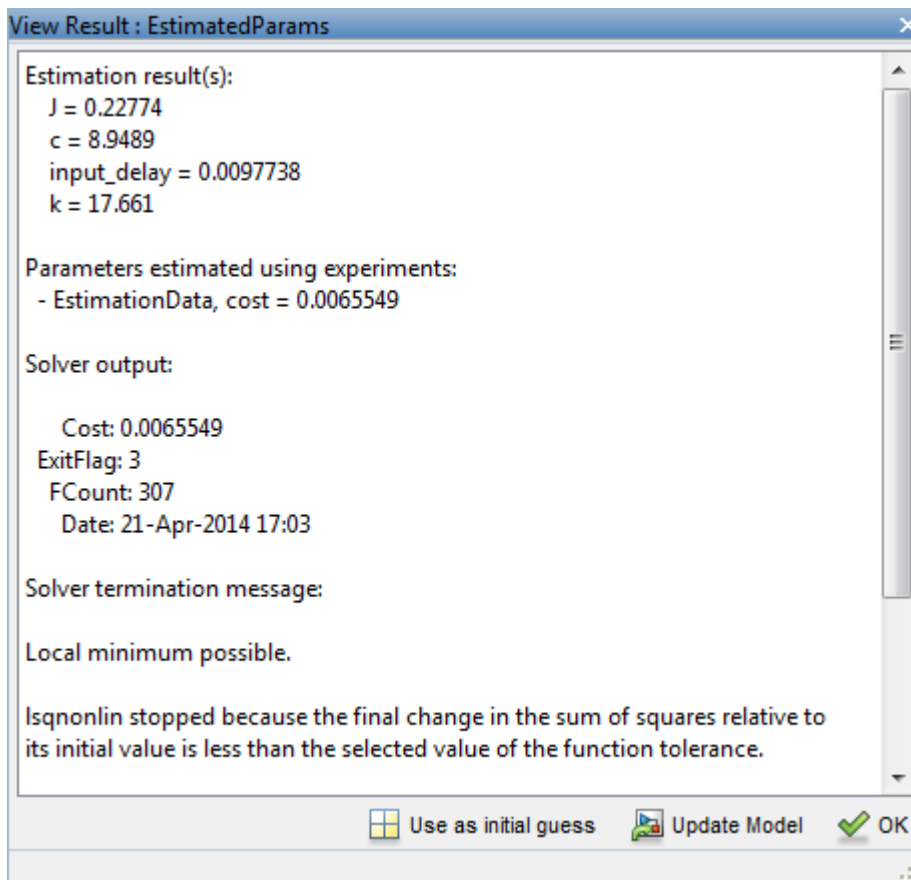 View Result : EstimatedParams
Estimation result(s):
J = 0.22774
c = 8.9489
input_delay = 0.0097738
k = 17.661
Parameters estimated using experiments:
- EstimationData, cost = 0.0065549
Solver output:
Cost: 0.0065549
ExitFlag: 3
FCount: 307
Date: 21-Apr-2014 17:03
Solver termination message:
Local minimum possible.
lsqnonlin stopped because the final change in the sum of squares relative to
its initial value is less than the selected value of the function tolerance.
Use as initial guess Update Model OK